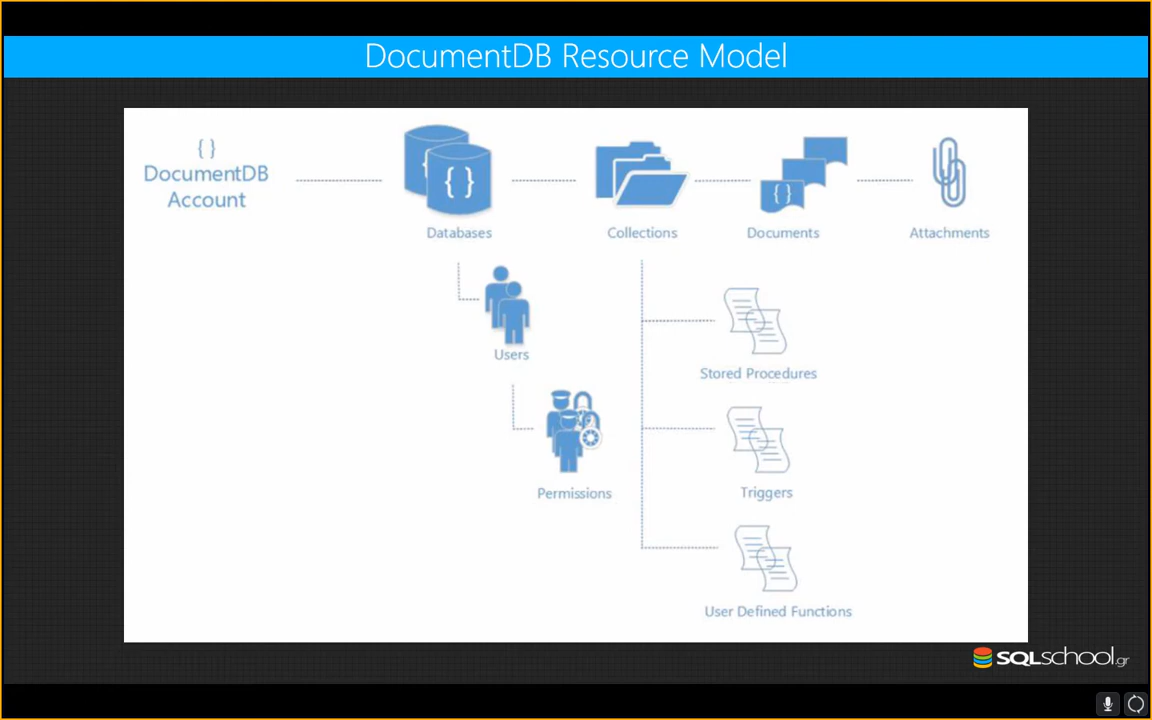 DocumentDB Resource Model
{ }
DocumentDB
Account
{ }
{ }
Databases
Collections
Documents
Attachments
Users
Stored Procedures
Permissions
Triggers
User Defined Functions
SQLschool.gr